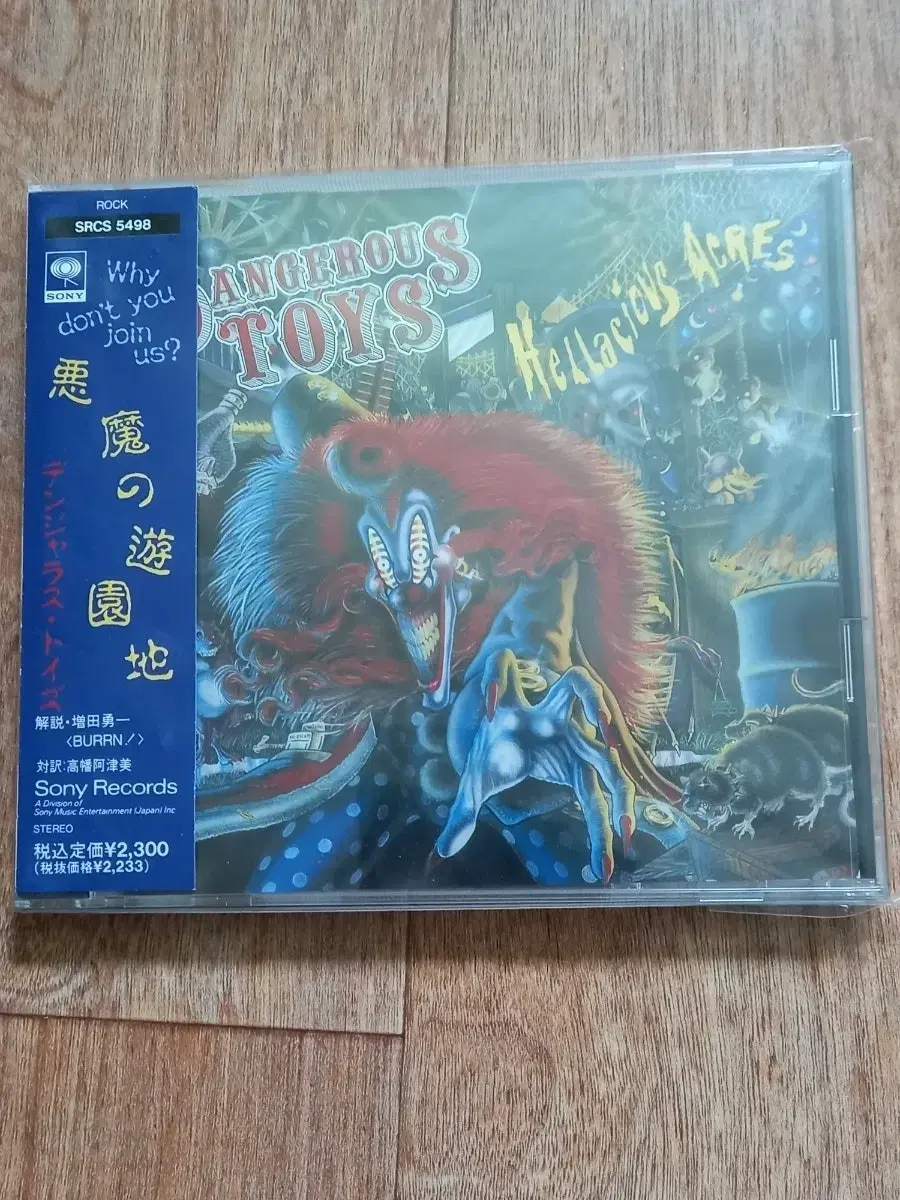 ROCK
SRCS 5498
SONY
Why
don't you
join
us?
悪魔の遊園地
デンジャラス・トイズ
解説・増田勇一
〈BURRN!〉
対訳:高幡阿津美
Sony Records
A Division of
Sony Music Entertainment (Japan) Inc
STEREO
税込定価¥2,300
(税抜価格¥2,233)
DANGEROUS
TOYS
HELLACIOUS ACRES